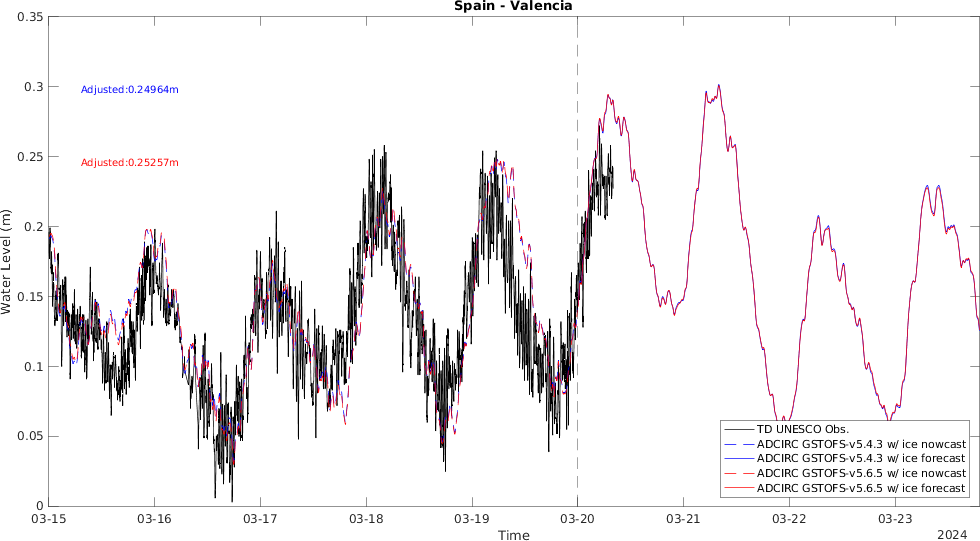 Spain - Valencia
0.35
0.3
0.25
0.2
0.15
0.1
0.05
0
Water Level (m)
Adjusted:0.24964m
Adjusted:0.25257m
TD UNESCO Obs.
ADCIRC GSTOFS-v5.4.3 w/ ice nowcast
ADCIRC GSTOFS-v5.4.3 w/ ice forecast
ADCIRC GSTOFS-v5.6.5 w/ ice nowcast
ADCIRC GSTOFS-v5.6.5 w/ ice forecast
03-15 03-16 03-17 03-18 03-19 03-20 03-21 03-22 03-23
Time
2024